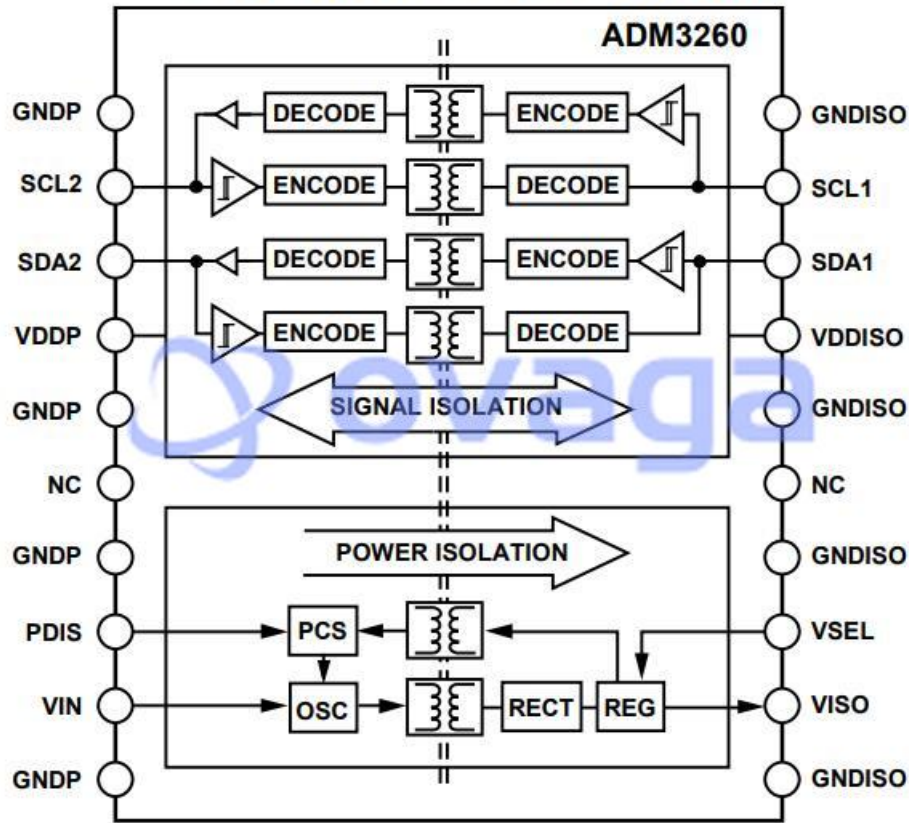 ADM3260
GNDP DECODE ENCODE GNDISO
SCL2 ENCODE DECODE SCL1
SDA2 DECODE ENCODE SDA1
VDDP ENCODE DECODE VDDISO
ovaga
GNDP SIGNAL ISOLATION GNDISO
NC NC
GNDP POWER ISOLATION GNDISO
PDIS PCS VSEL
VIN OSC RECT REG VISO
GNDP GNDISO